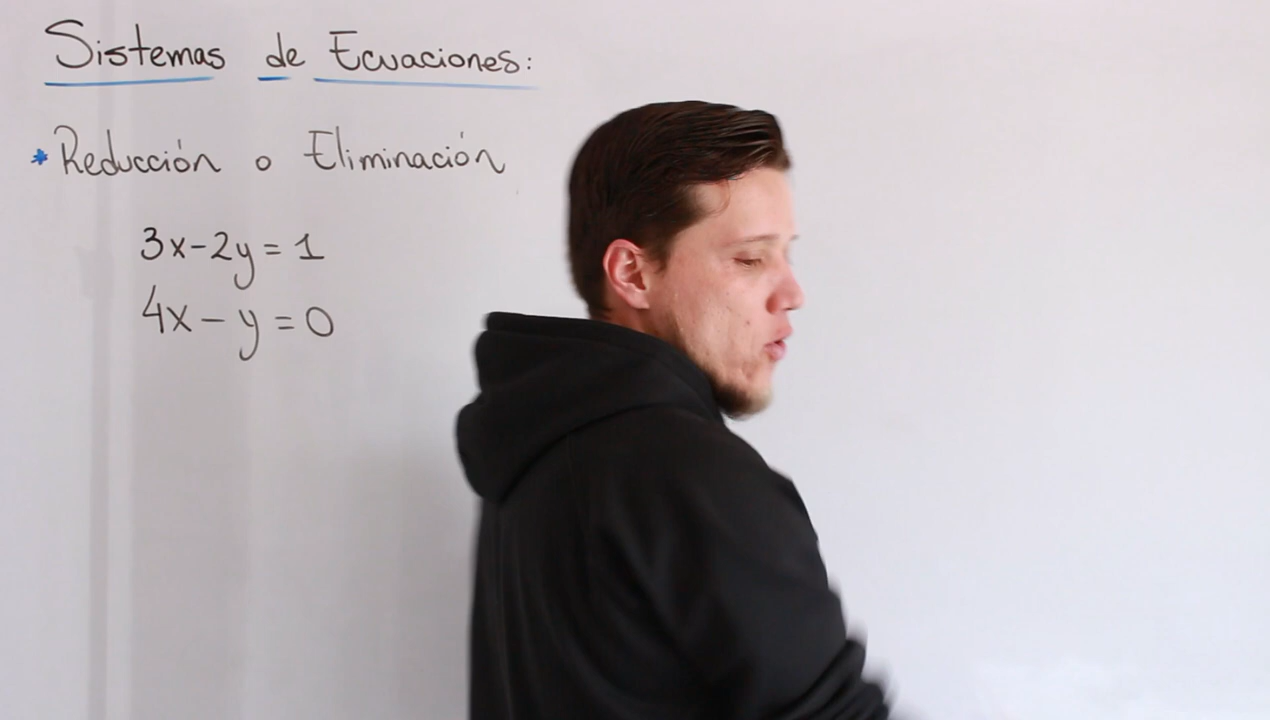 Sistemas de Ecuaciones:
* Reducción o Eliminación
3x-2y=1
4x-y=0